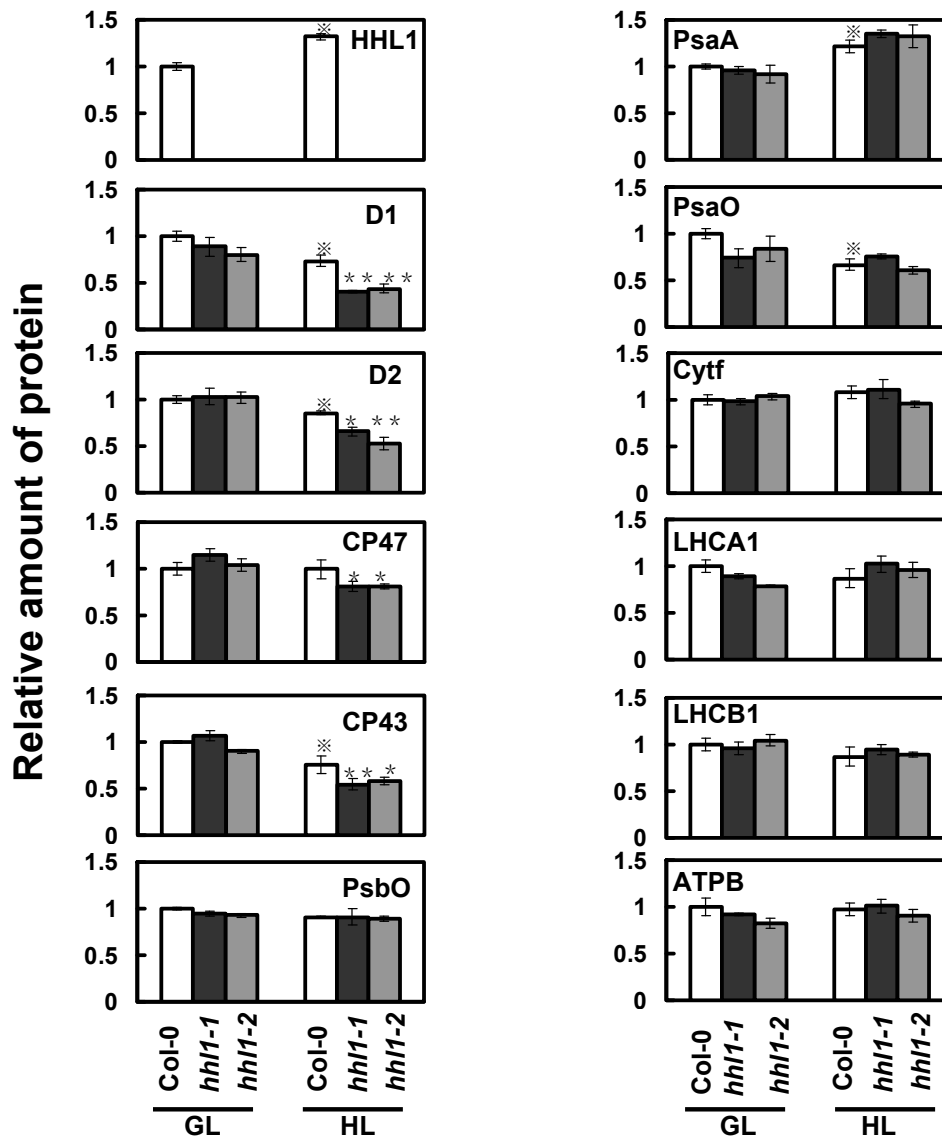 Relative amount of protein
1.5
HHL1
※
1
0.5
0
1.5
D1
※
1
＊＊ ＊＊
0.5
0
1.5
D2
※
1
＊ ＊＊
0.5
0
1.5
CP47
1
＊ ＊
0.5
0
1.5
CP43
※
1
＊＊ ＊
0.5
0
1.5
PsbO
1
0.5
0
Col-0
hhl1-1
hhl1-2
Col-0
hhl1-1
hhl1-2
GL
HL
1.5
PsaA
※
1
0.5
0
1.5
PsaO
※
1
0.5
0
1.5
Cytf
1
0.5
0
1.5
LHCA1
1
0.5
0
1.5
LHCB1
1
0.5
0
1.5
ATPB
1
0.5
0
Col-0
hhl1-1
hhl1-2
Col-0
hhl1-1
hhl1-2
GL
HL